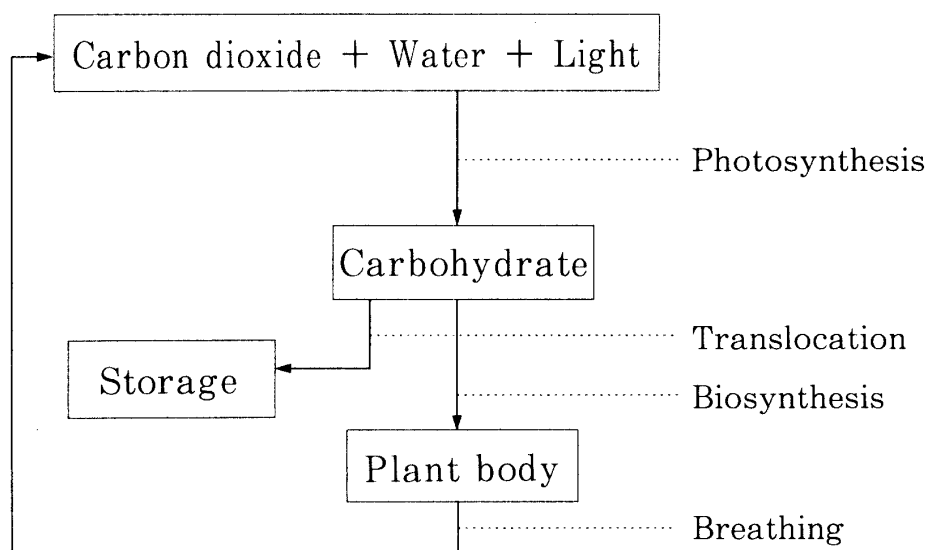 Carbon dioxide + Water + Light
Photosynthesis
Carbohydrate
Translocation
Storage
Biosynthesis
Plant body
Breathing